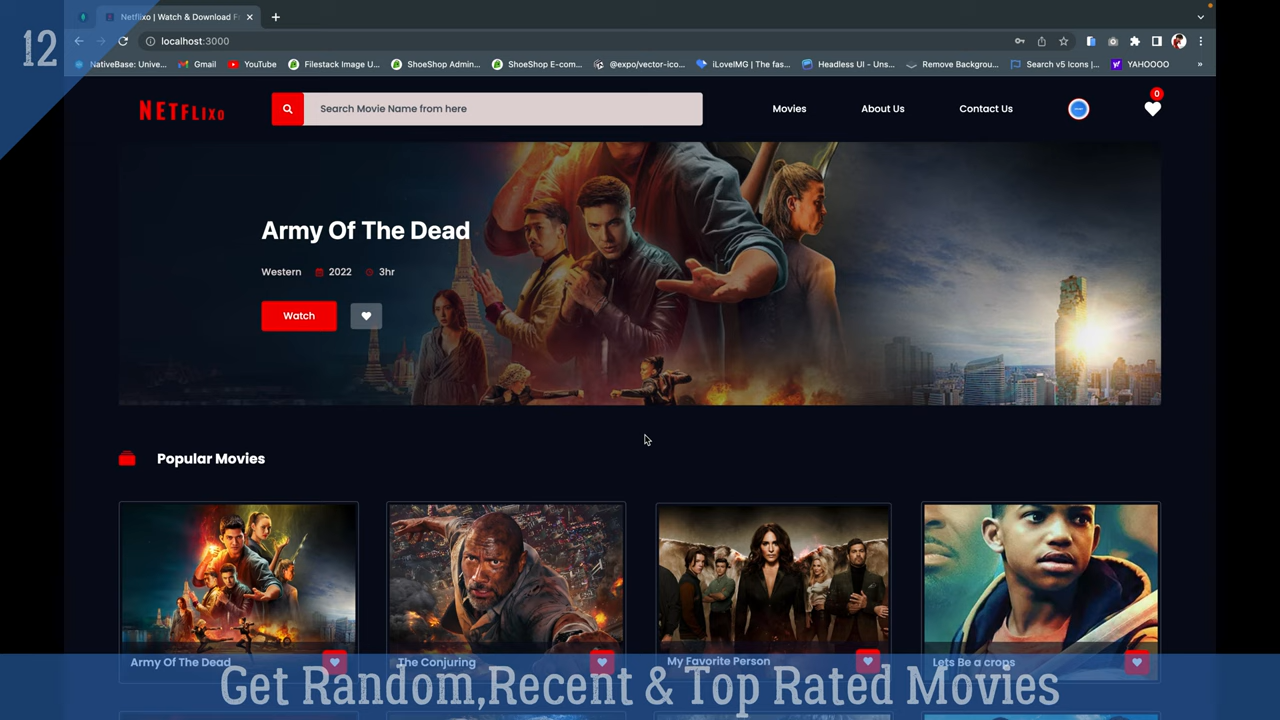 12
Netflixo | Watch & Download F
localhost:3000
NativeBase: Unive...
Gmail
YouTube
Filestack Image U...
ShoeShop Admin...
ShoeShop E-com...
@expo/vector-ico...
iLoveIMG | The fas...
Headless UI - Uns...
Remove Backgrou...
Search v5 Icons |...
YAHOOOO
»
NETFLIXO
Search Movie Name from here
Movies
About Us
Contact Us
0
Army Of The Dead
Western 2022 3hr
Watch
Popular Movies
Army Of The Dead
The Conjuring
My Favorite Person
Lets Be a crops
Get Random,Recent & Top Rated Movies